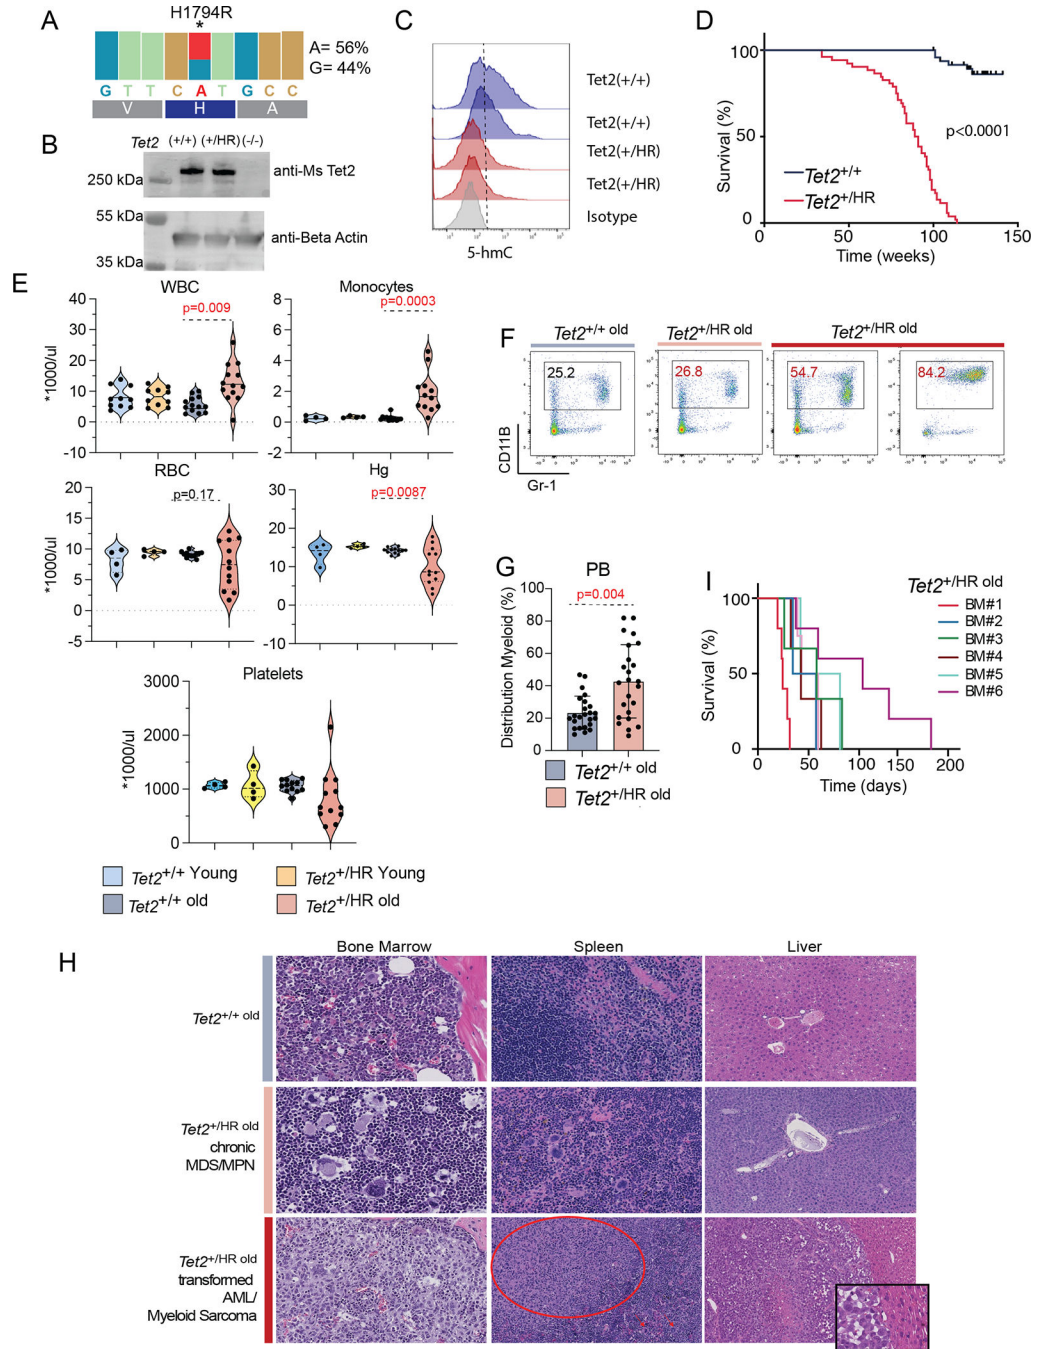 A
H1794R
*
A= 56%
G= 44%
G T T C A T G C C
V H A
B
Tet2 (+/+) (+/HR) (-/-)
250 kDa
anti-Ms Tet2
55 kDa
anti-Beta Actin
35 kDa
C
Tet2(+/+)
Tet2(+/+)
Tet2(+/HR)
Tet2(+/HR)
Isotype
5-hmC
D
100
50
0
Survival (%)
p<0.0001
Tet2+/+
Tet2+/HR
0 50 100 150
Time (weeks)
E
WBC
p=0.009
40
30
20
10
0
-10
*1000/ul
Monocytes
p=0.0003
8
6
4
2
0
-2
RBC
p=0.17
20
15
10
5
0
-5
*1000/ul
Hg
p=0.0087
30
20
10
0
-10
Platelets
3000
2000
1000
0
*1000/ul
Tet2+/+ Young
Tet2+/HR Young
Tet2+/+ old
Tet2+/HR old
F
Tet2+/+ old
Tet2+/HR old
Tet2+/HR old
25.2
26.8
54.7
84.2
CD11B
Gr-1
G
PB
p=0.004
100
80
60
40
20
0
Distribution Myeloid (%)
Tet2+/+ old
Tet2+/HR old
I
Tet2+/HR old
BM#1
BM#2
BM#3
BM#4
BM#5
BM#6
100
50
0
Survival (%)
0 50 100 150 200
Time (days)
H
Bone Marrow Spleen Liver
Tet2+/+ old
Tet2+/HR old
chronic
MDS/MPN
Tet2+/HR old
transformed
AML/
Myeloid Sarcoma